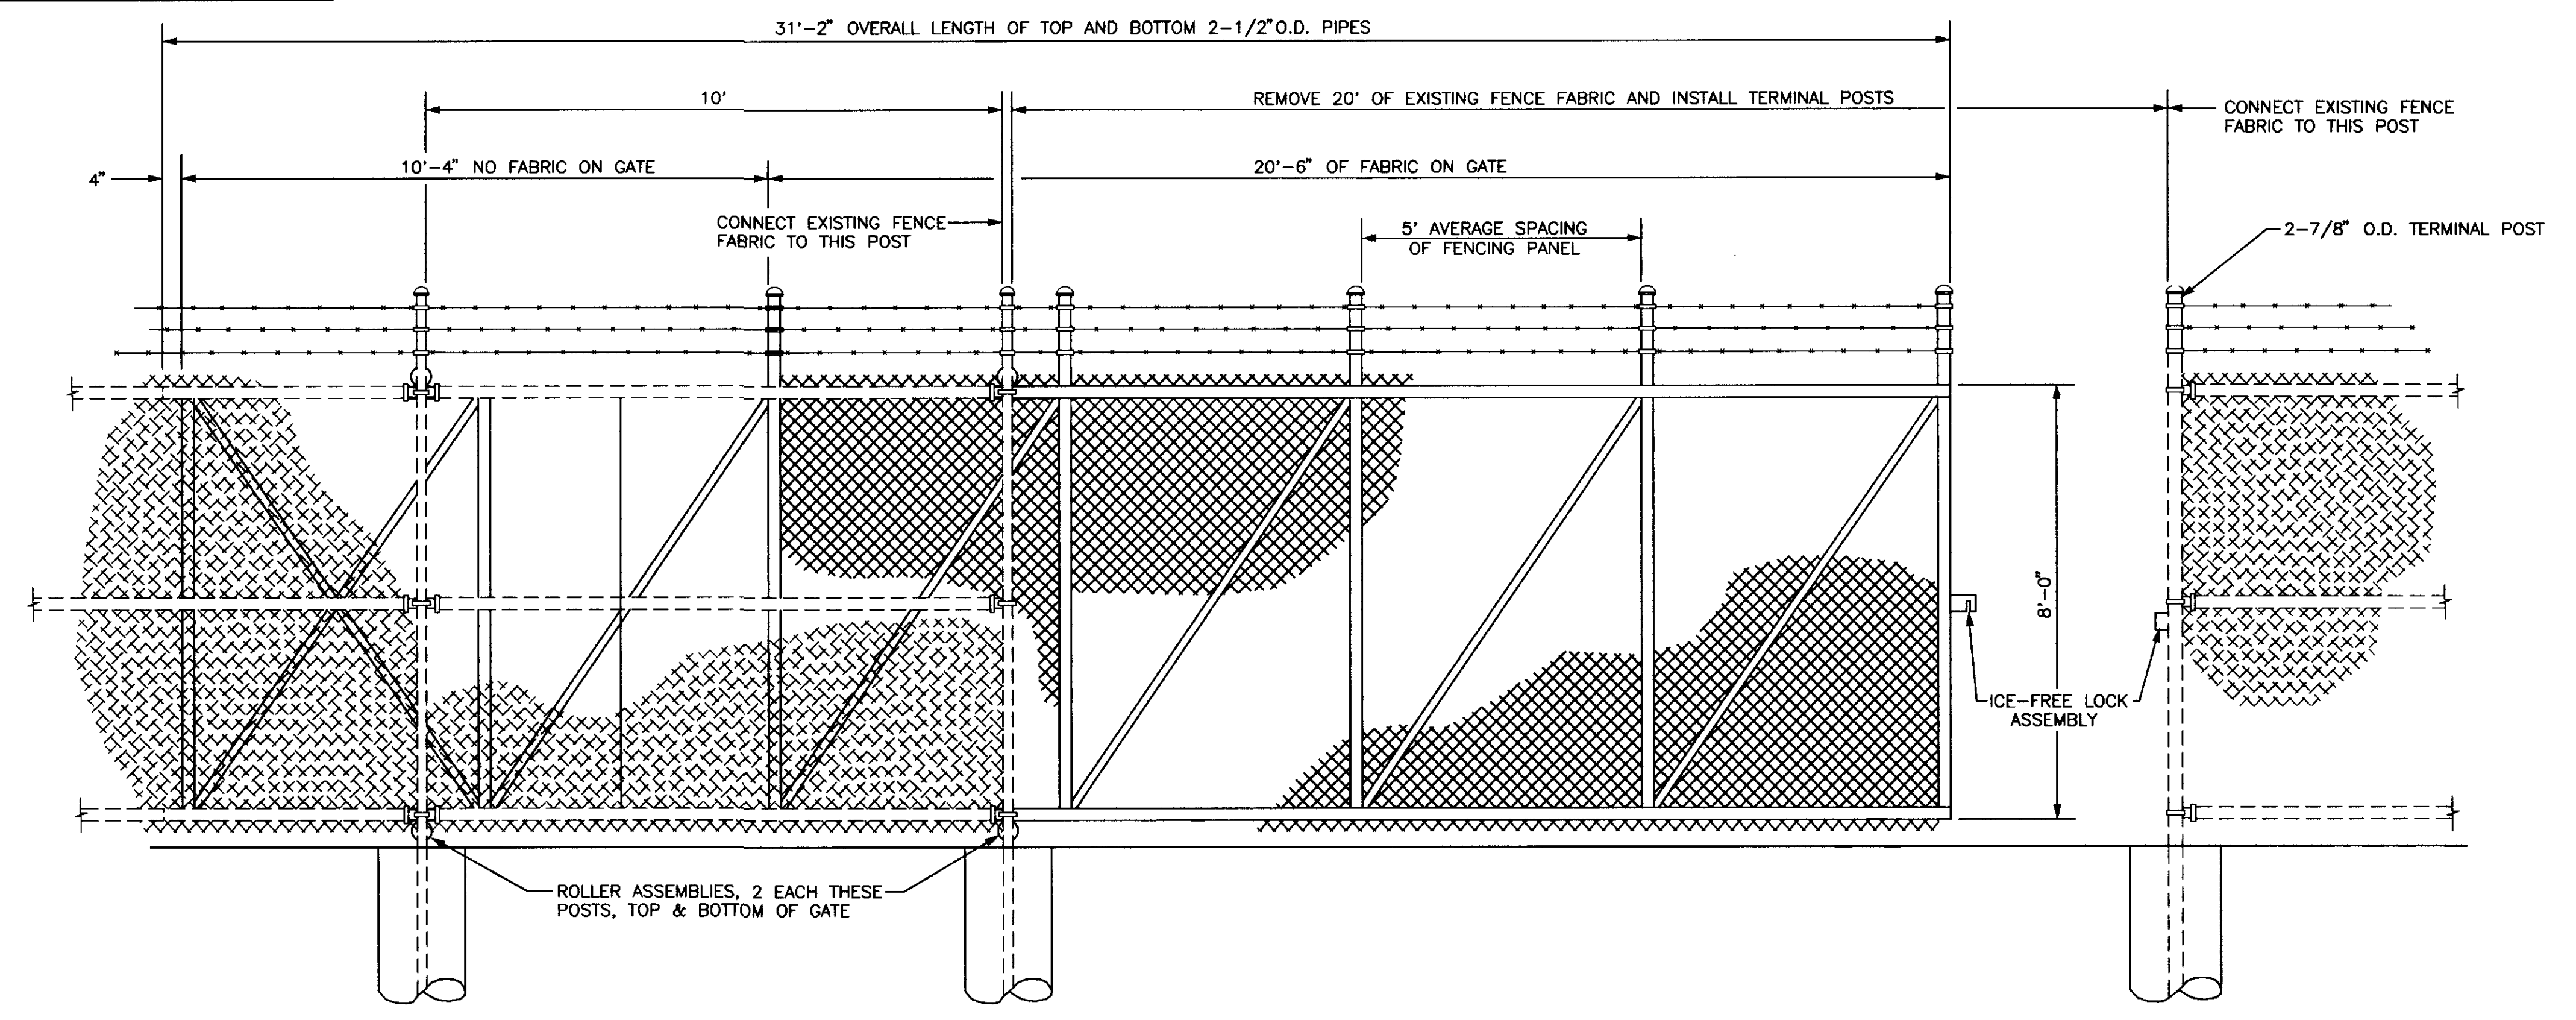 31'-2" OVERALL LENGTH OF TOP AND BOTTOM 2-1/2"O.D. PIPES
10'
REMOVE 20' OF EXISTING FENCE FABRIC AND INSTALL TERMINAL POSTS
CONNECT EXISTING FENCE
FABRIC TO THIS POST
4"
10'-4" NO FABRIC ON GATE
20'-6" OF FABRIC ON GATE
CONNECT EXISTING FENCE
FABRIC TO THIS POST
5' AVERAGE SPACING
OF FENCING PANEL
2-7/8" O.D. TERMINAL POST
8'-0"
ICE-FREE LOCK
ASSEMBLY
ROLLER ASSEMBLIES, 2 EACH THESE
POSTS, TOP & BOTTOM OF GATE